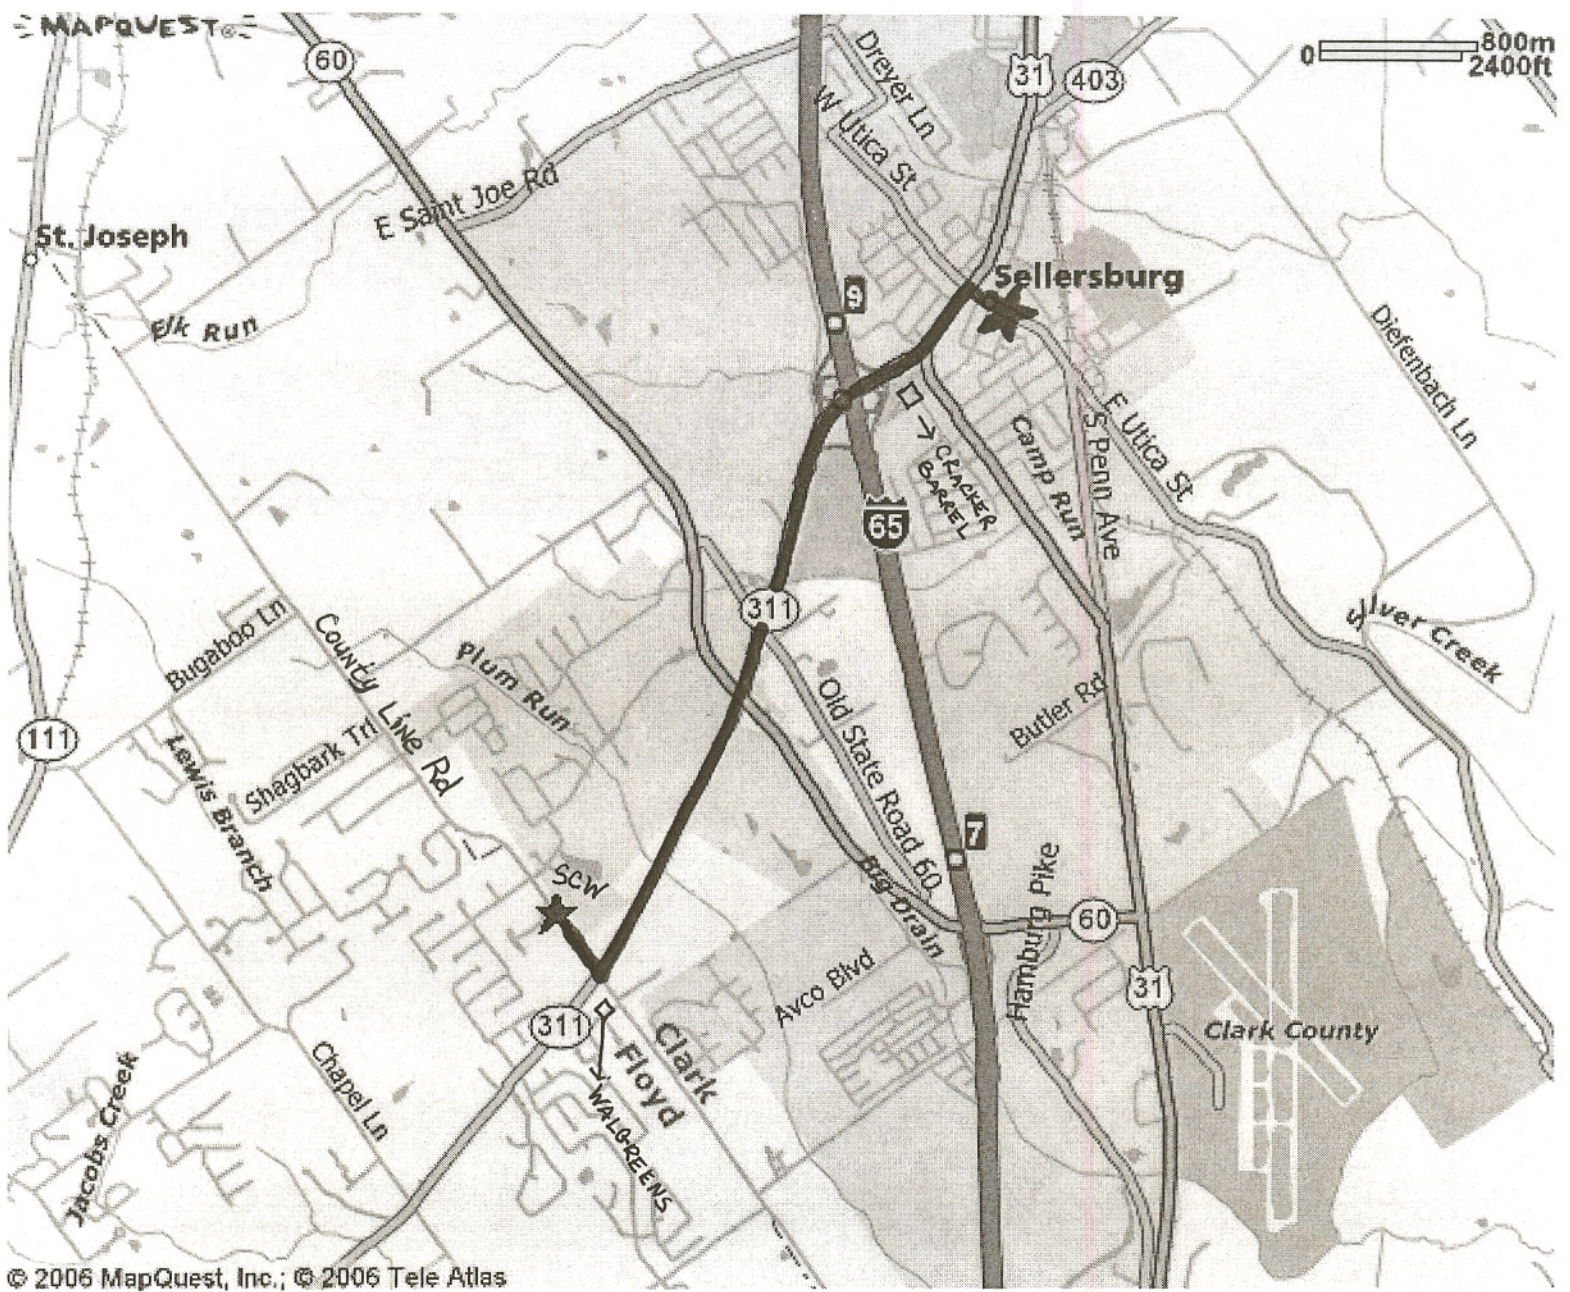 MAPQUEST®
60
31
403
0
800m
2400ft
Dreyer Ln
W Utica St
E Saint Joe Rd
St. Joseph
Elk Run
9
Sellersburg
Diefenbach Ln
CRACKER
BARREL
Camp Run
S Penn Ave
E Utica St
65
311
Silver Creek
Bugaboo Ln
County Line Rd
Plum Run
111
Lewis Branch
Shagbark Trl
Old State Road 60
Butler Rd
7
Big Drain
Hamburg Pike
60
SCW
Avco Blvd
31
Clark County
311
Clark
Floyd
WALGREENS
Chapel Ln
Jacobs Creek
© 2006 MapQuest, Inc.; © 2006 Tele Atlas